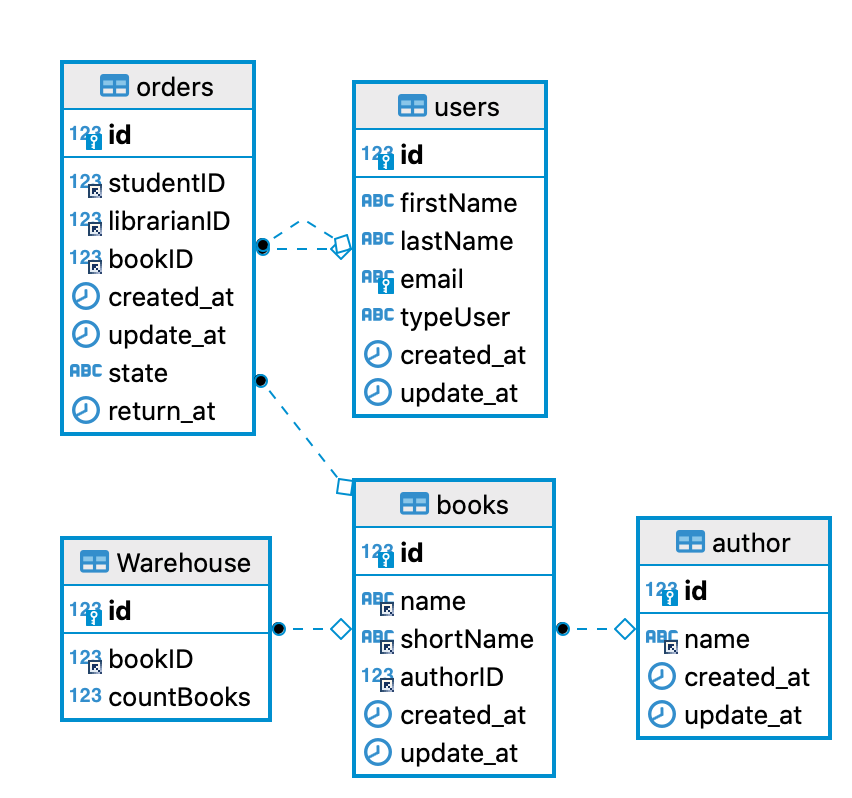 orders
123 id
123 studentID
123 librarianID
123 bookID
created_at
update_at
ABC state
return_at
users
123 id
ABC firstName
ABC lastName
ABC email
ABC typeUser
created_at
update_at
Warehouse
123 id
123 bookID
123 countBooks
books
123 id
ABC name
ABC shortName
123 authorID
created_at
update_at
author
123 id
ABC name
created_at
update_at